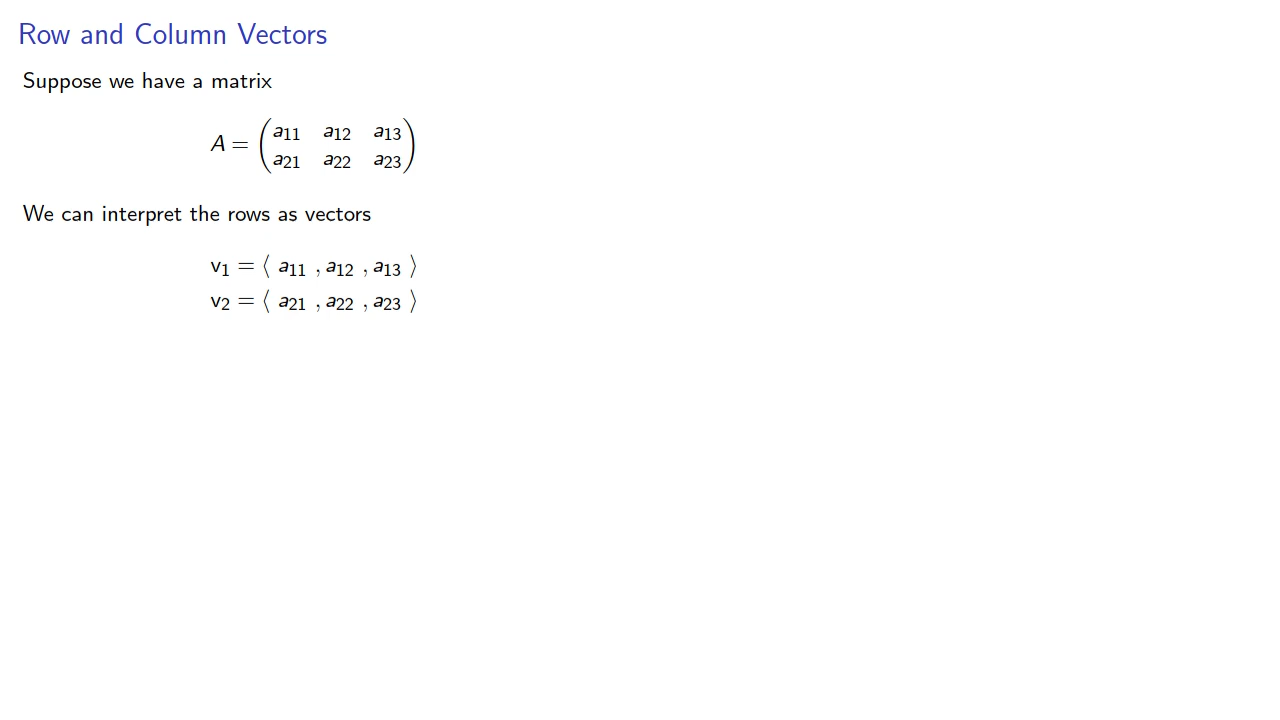 Row and Column Vectors
Suppose we have a matrix
A = ( a11 a12 a13
a21 a22 a23 )
We can interpret the rows as vectors
v1 = ⟨ a11 , a12 , a13 ⟩
v2 = ⟨ a21 , a22 , a23 ⟩